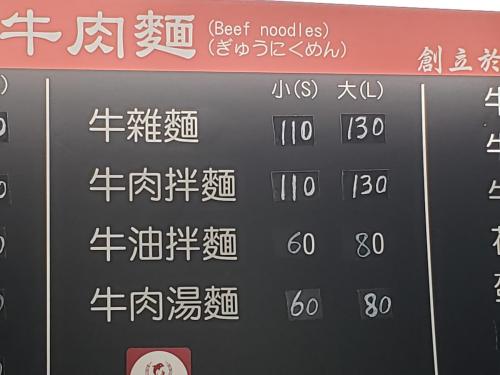 牛肉麵 (Beef noodles)
(ぎゅうにくめん)
創立於
小(S) 大(L)
牛雜麵 110 130
牛肉拌麵 110 130
牛油拌麵 60 80
牛肉湯麵 60 80